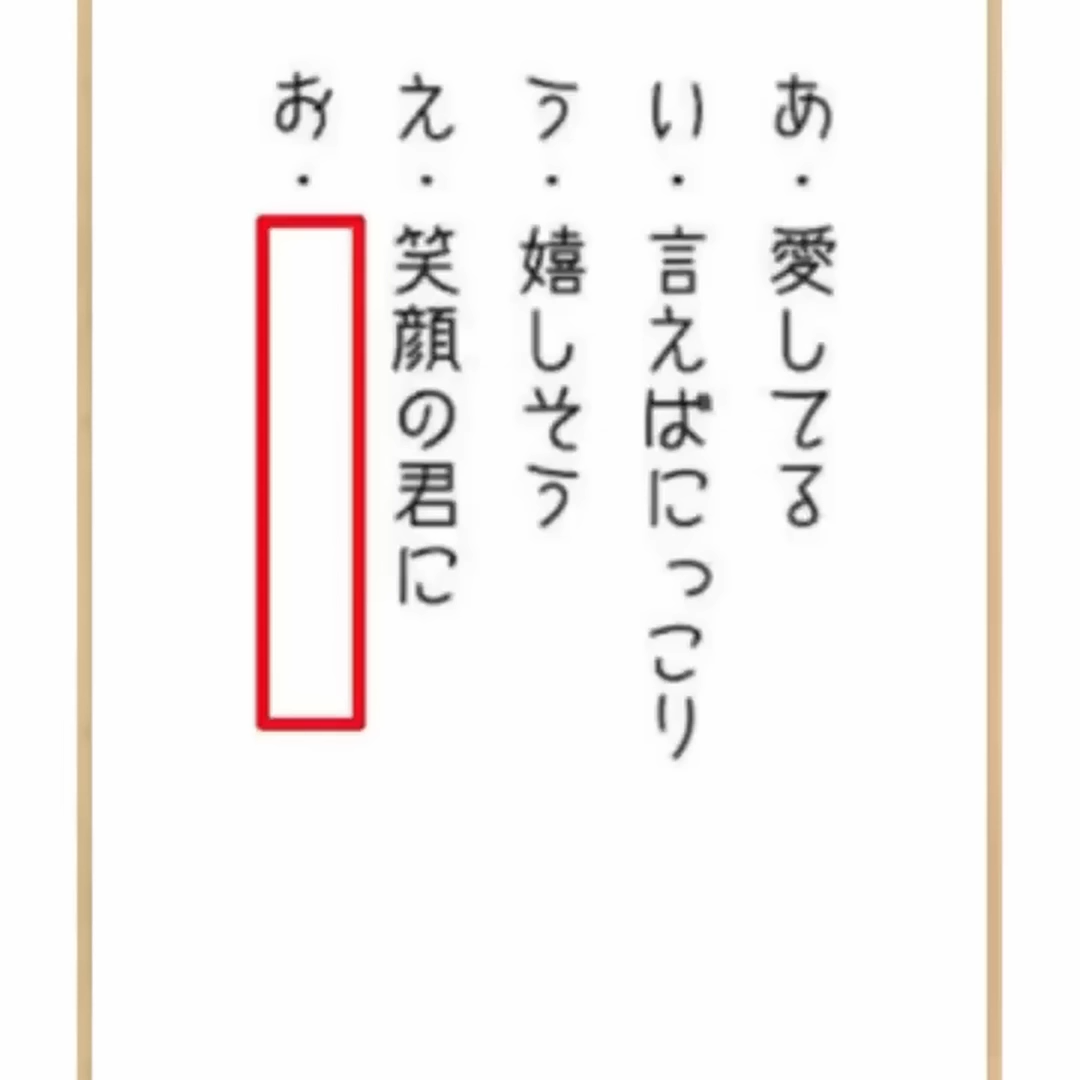 あ・愛してる
い・言えばにっこり
う・嬉しそう
え・笑顔の君に
お・